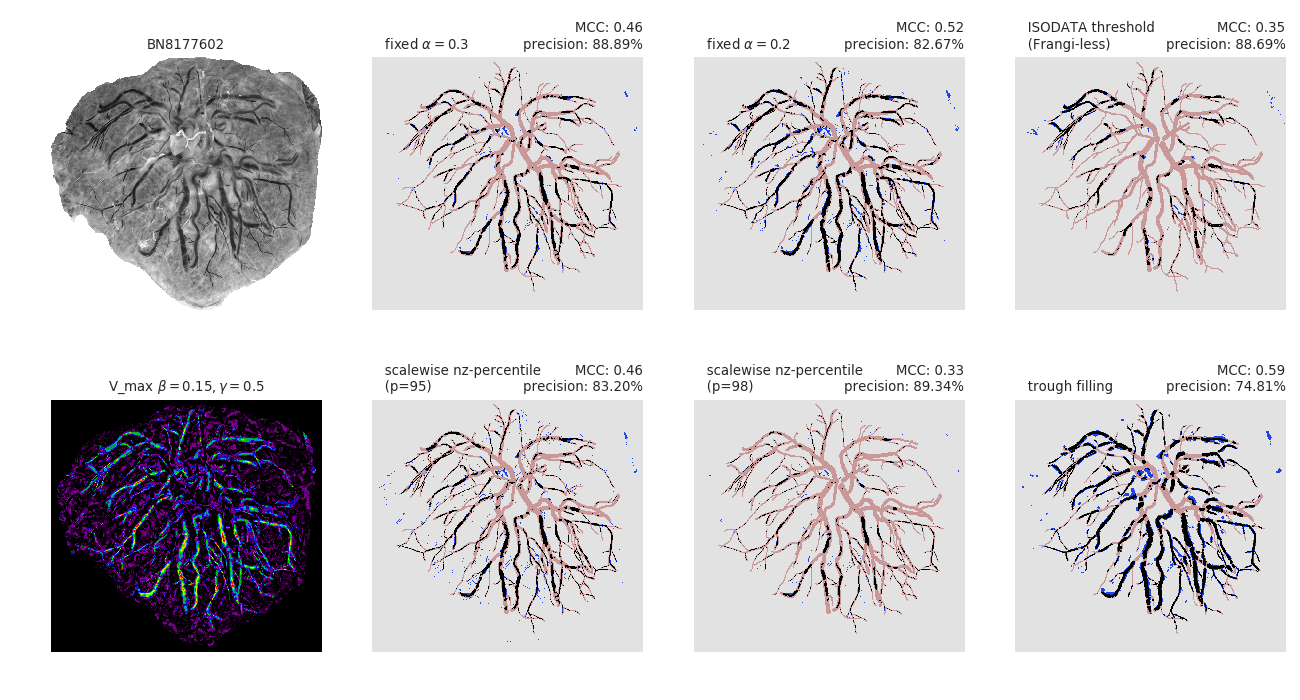 BN8177602
MCC: 0.46
fixed α = 0.3 precision: 88.89%
MCC: 0.52
fixed α = 0.2 precision: 82.67%
ISODATA threshold MCC: 0.35
(Frangi-less) precision: 88.69%
V_max β = 0.15, γ = 0.5
scalewise nz-percentile MCC: 0.46
(p=95) precision: 83.20%
scalewise nz-percentile MCC: 0.33
(p=98) precision: 89.34%
MCC: 0.59
trough filling precision: 74.81%